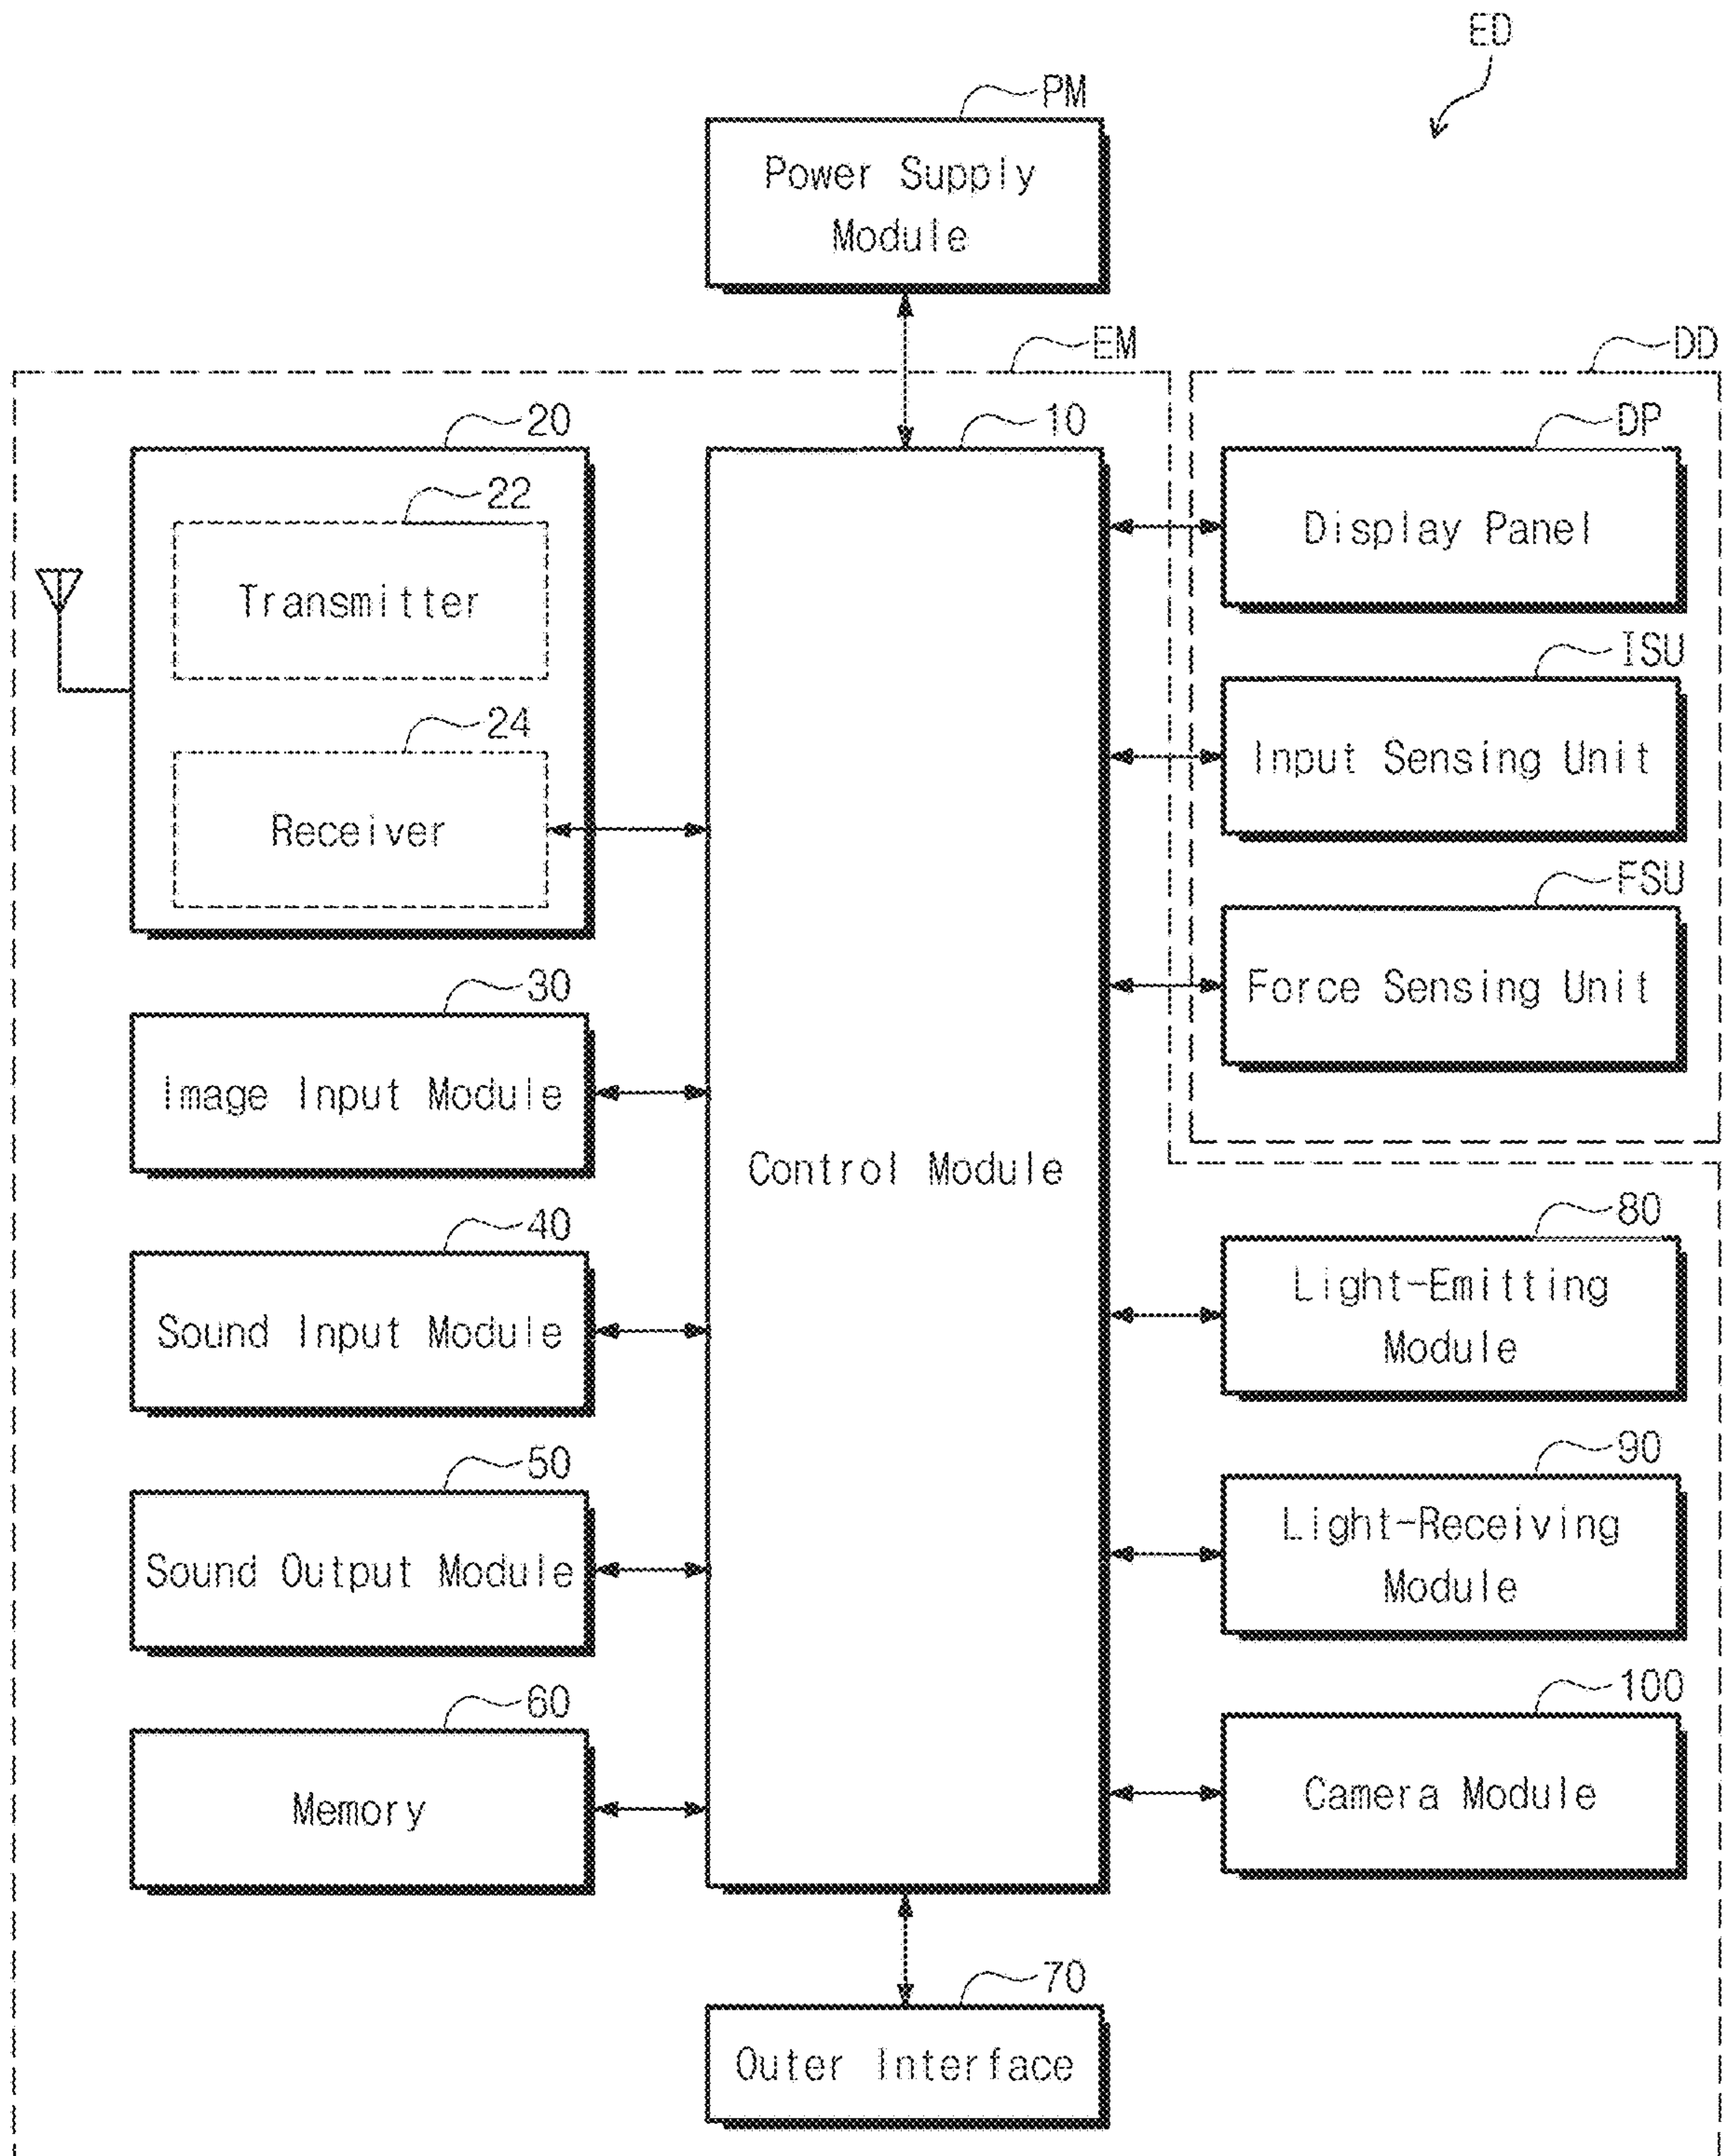 ED
PM
Power Supply
Module
EM
DD
20
10
DP
22
Transmitter
Display Panel
ISU
24
Input Sensing Unit
Receiver
FSU
30
Force Sensing Unit
Image Input Module
Control Module
40
80
Sound Input Module
Light-Emitting
Module
50
90
Sound Output Module
Light-Receiving
Module
60
100
Memory
Camera Module
70
Outer Interface